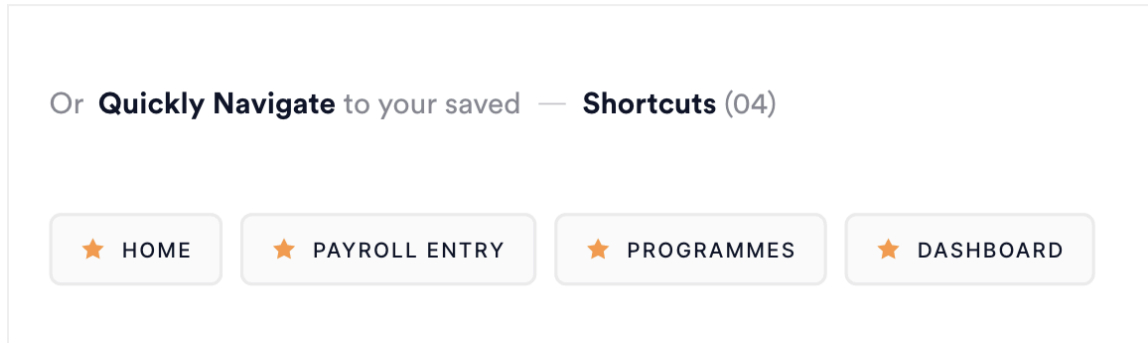 Or Quickly Navigate to your saved — Shortcuts (04)
HOME PAYROLL ENTRY PROGRAMMES DASHBOARD